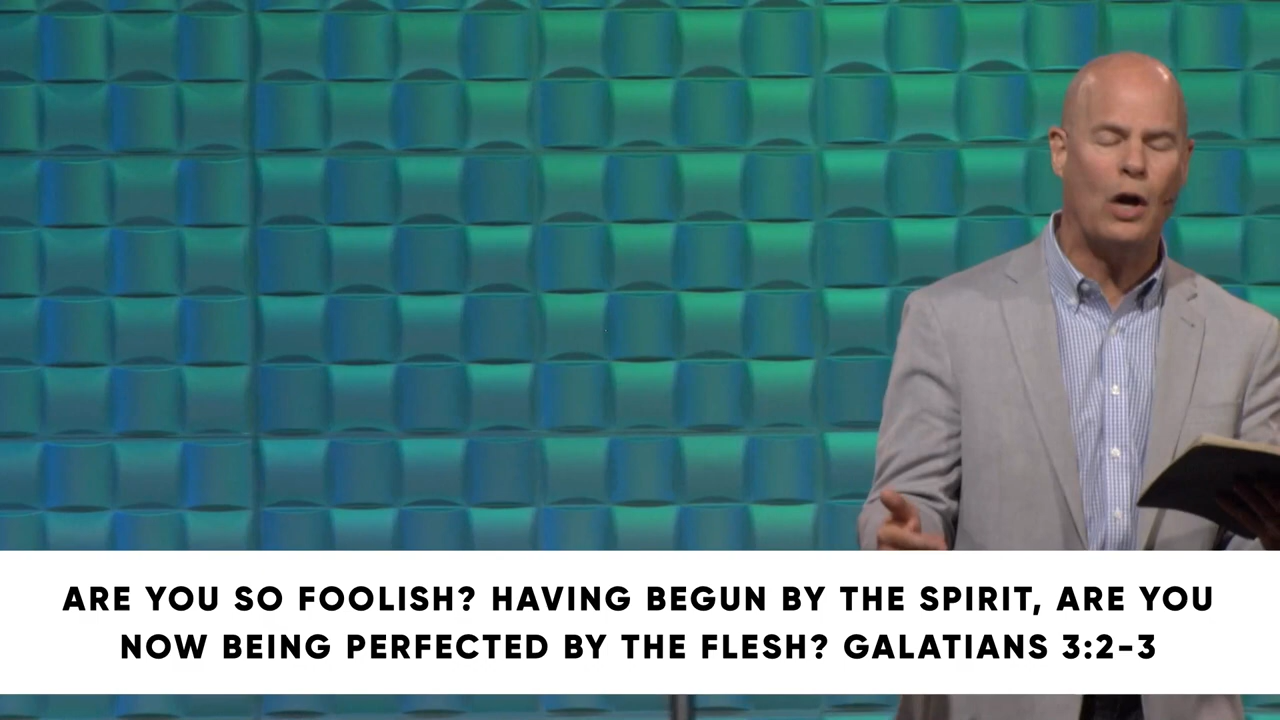 ARE YOU SO FOOLISH? HAVING BEGUN BY THE SPIRIT, ARE YOU
NOW BEING PERFECTED BY THE FLESH? GALATIANS 3:2-3